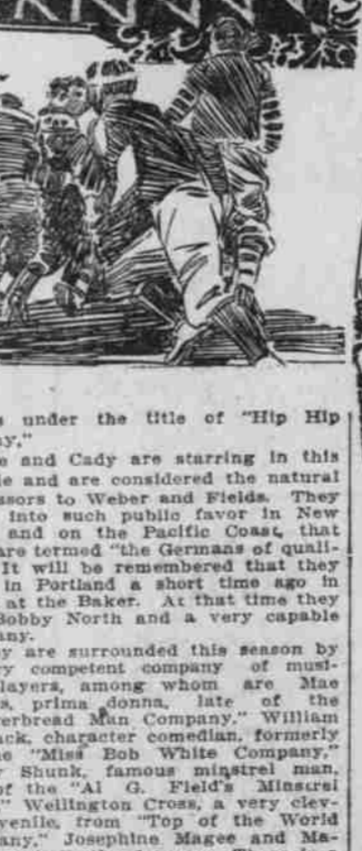 s under the title of "Hip Hip
ay,"
e and Cady are starring in this
le and are considered the natural
ssors to Weber and Fields. They
into such public favor in New
and on the Pacific Coast, that
are termed "the Germans of quali-
It will be remembered that they
in Portland a short time ago in
at the Baker. At that time they
Bobby North and a very capable
any.
ey are surrounded this season by
ry competent company of musi-
layers, among whom are Mae
s, prima donna, late of the
erbread Man Company." William
ack, character comedian, formerly
he "Miss Bob White Company,"
y Shunk, famous minstrel man,
of the "Al G. Field's Minsursl
" Wellington Cross, a very clev-
venile, from "Top of the World
any," Josephine Magee and Ma-